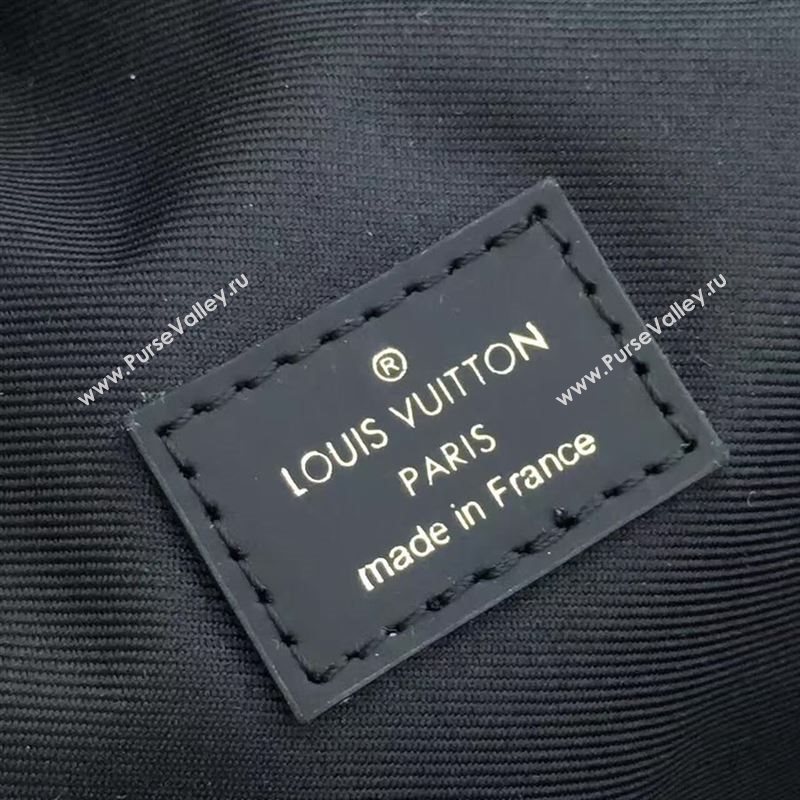 ®
LOUIS VUITTON
PARIS
made in France
www.PurseValley.ru
www.PurseValley.ru